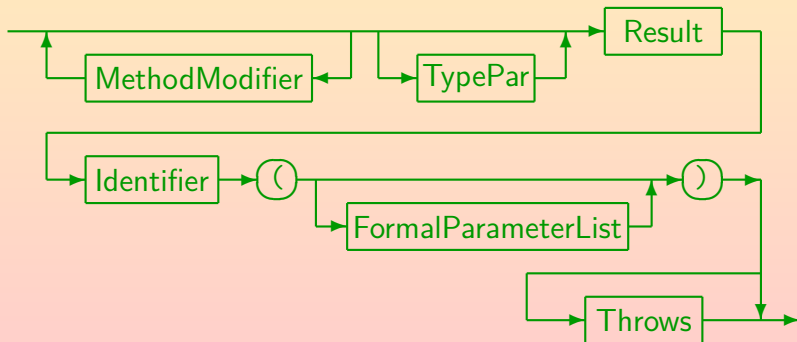 Result
MethodModifier TypePar
Identifier ( )
FormalParameterList
Throws